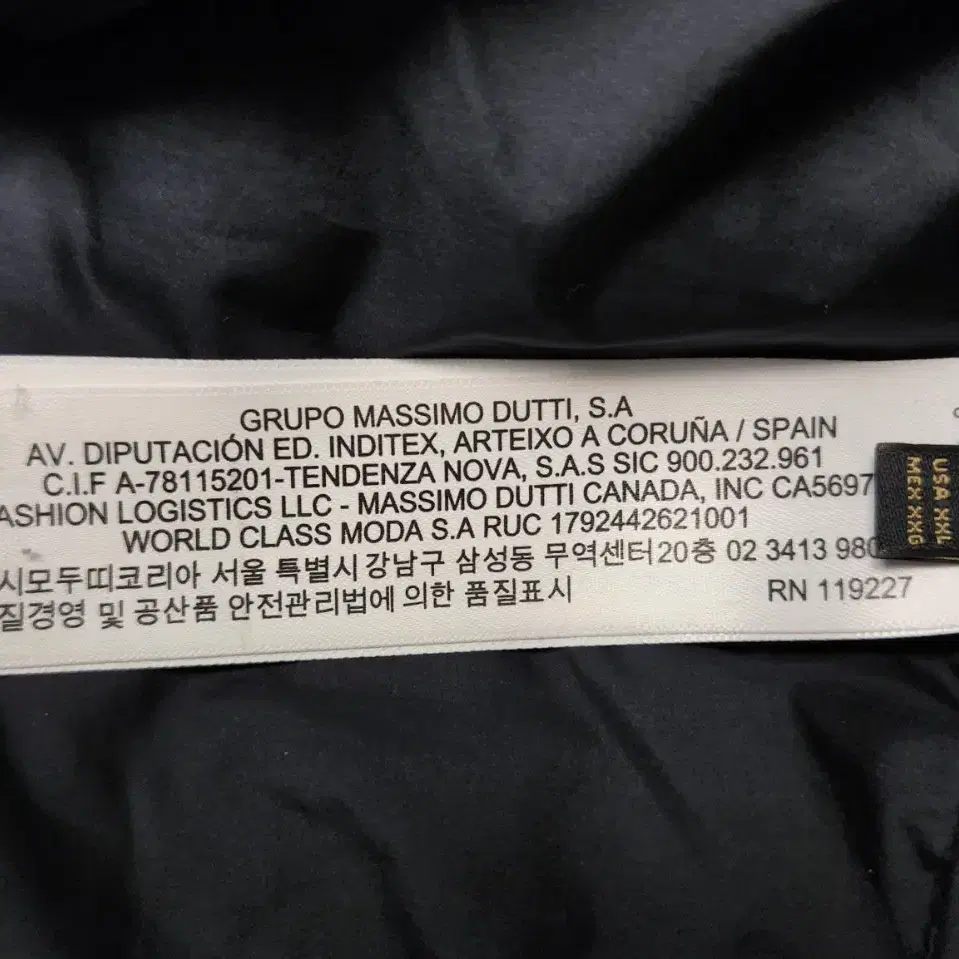 GRUPO MASSIMO DUTTI, S.A
AV. DIPUTACIÓN ED. INDITEX, ARTEIXO A CORUÑA / SPAIN
C.I.F A-78115201-TENDENZA NOVA, S.A.S SIC 900.232.961
ASHION LOGISTICS LLC - MASSIMO DUTTI CANADA, INC CA5697
WORLD CLASS MODA S.A RUC 1792442621001
시모두띠코리아 서울 특별시 강남구 삼성동 무역센터20층 02 3413 980
질경영 및 공산품 안전관리법에 의한 품질표시
RN 119227
USA XXL
MEX XXG